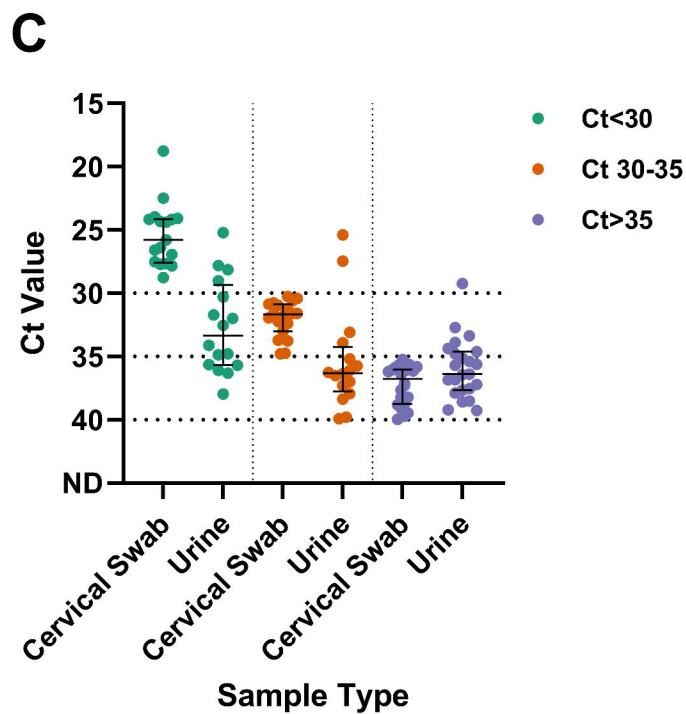 C
15
20
25
30
35
40
ND
Ct Value
Cervical Swab
Urine
Cervical Swab
Urine
Cervical Swab
Urine
Sample Type
Ct<30
Ct 30-35
Ct>35